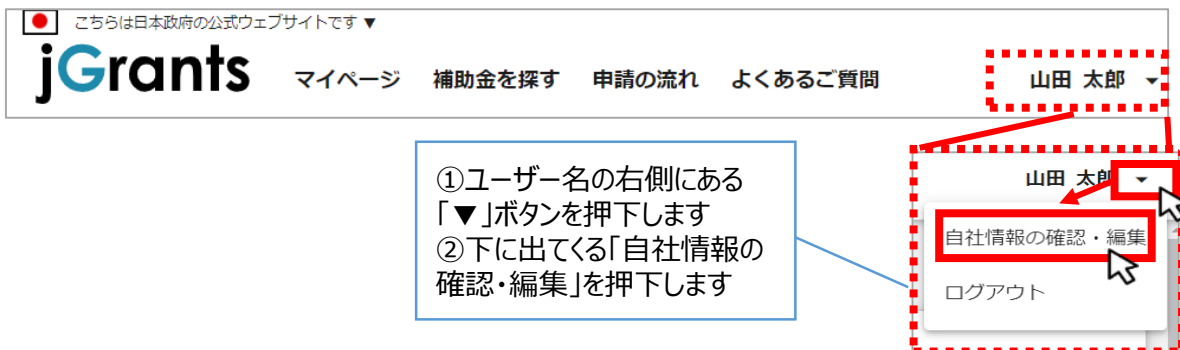 こちらは日本政府の公式ウェブサイトです ▼
jGrants マイページ 補助金を探す 申請の流れ よくあるご質問 山田 太郎
①ユーザー名の右側にある
「▼」ボタンを押下します
②下に出てくる「自社情報の
確認・編集」を押下します
山田 太郎
自社情報の確認・編集
ログアウト